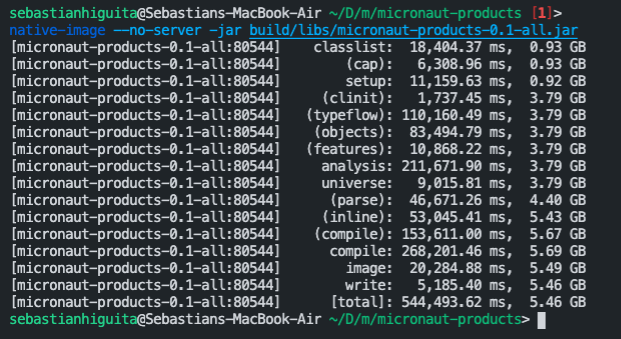 sebastianhiguita@Sebastians-MacBook-Air ~/D/m/micronaut-products [1]>
native-image --no-server -jar build/libs/micronaut-products-0.1-all.jar
[micronaut-products-0.1-all:80544]    classlist:  18,404.37 ms,  0.93 GB
[micronaut-products-0.1-all:80544]        (cap):   6,308.96 ms,  0.93 GB
[micronaut-products-0.1-all:80544]        setup:  11,159.63 ms,  0.92 GB
[micronaut-products-0.1-all:80544]     (clinit):   1,737.45 ms,  3.79 GB
[micronaut-products-0.1-all:80544]   (typeflow): 110,160.49 ms,  3.79 GB
[micronaut-products-0.1-all:80544]    (objects):  83,494.79 ms,  3.79 GB
[micronaut-products-0.1-all:80544]   (features):  10,868.22 ms,  3.79 GB
[micronaut-products-0.1-all:80544]     analysis: 211,671.90 ms,  3.79 GB
[micronaut-products-0.1-all:80544]     universe:   9,015.81 ms,  3.79 GB
[micronaut-products-0.1-all:80544]      (parse):  46,671.26 ms,  4.40 GB
[micronaut-products-0.1-all:80544]     (inline):  53,045.41 ms,  5.43 GB
[micronaut-products-0.1-all:80544]    (compile): 153,611.00 ms,  5.67 GB
[micronaut-products-0.1-all:80544]      compile: 268,201.46 ms,  5.69 GB
[micronaut-products-0.1-all:80544]        image:  20,284.88 ms,  5.49 GB
[micronaut-products-0.1-all:80544]        write:   5,185.40 ms,  5.46 GB
[micronaut-products-0.1-all:80544]      [total]: 544,493.62 ms,  5.46 GB
sebastianhiguita@Sebastians-MacBook-Air ~/D/m/micronaut-products>